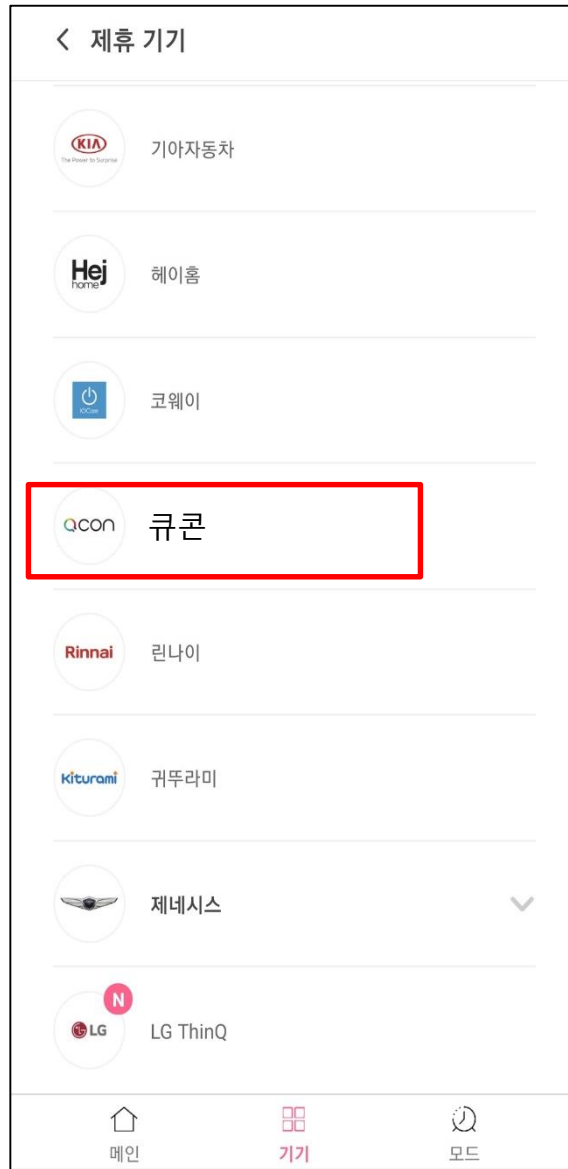 제휴 기기
KIA
The Power to Surprise
기아자동차
Hej
home
헤이홈
IOCare
코웨이
Qcon
큐콘
Rinnai
린나이
Kiturami
귀뚜라미
제네시스
N
LG
LG ThinQ
메인
기기
모드